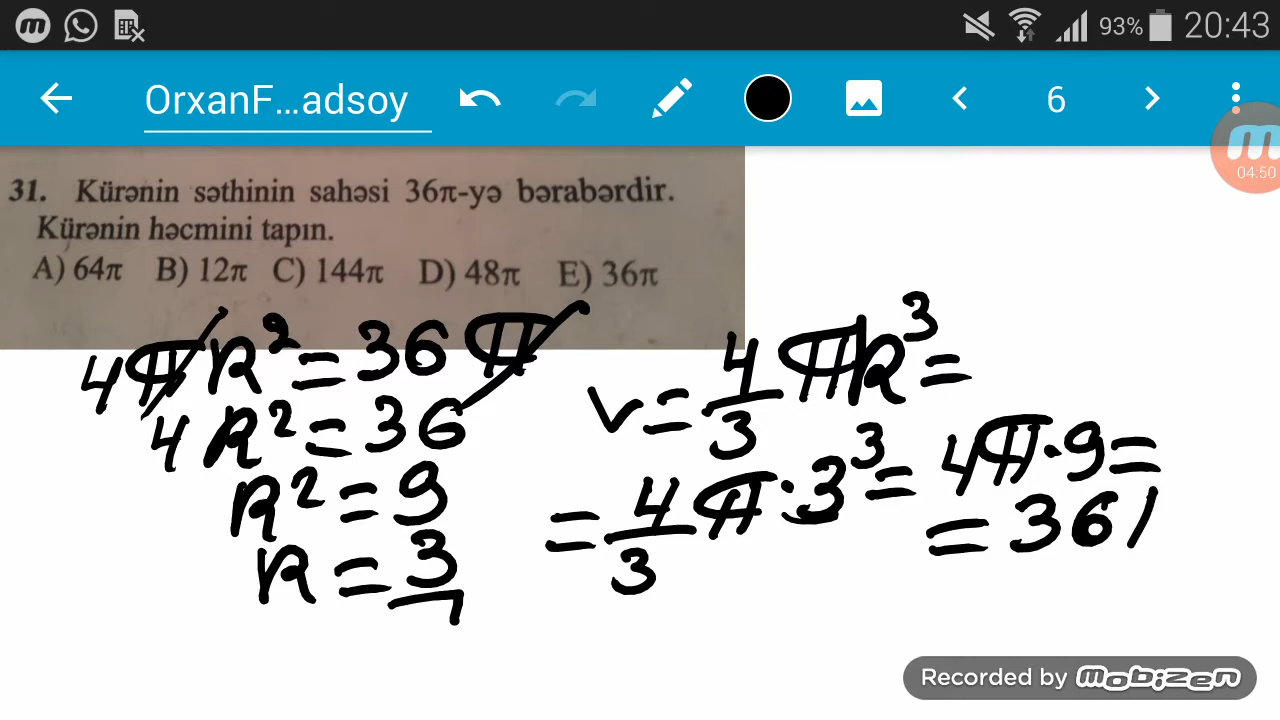 93% 20:43
OrxanF...adsoy 6
04:50
31. Kürənin səthinin sahəsi 36π-yə bərabərdir.
Kürənin həcmini tapın.
A) 64π B) 12π C) 144π D) 48π E) 36π
4πR²=36π
4R²=36
R²=9
R=3
V=4/3 πR³=
=4/3 π·3³=4π·9=
=36
Recorded by mobizen